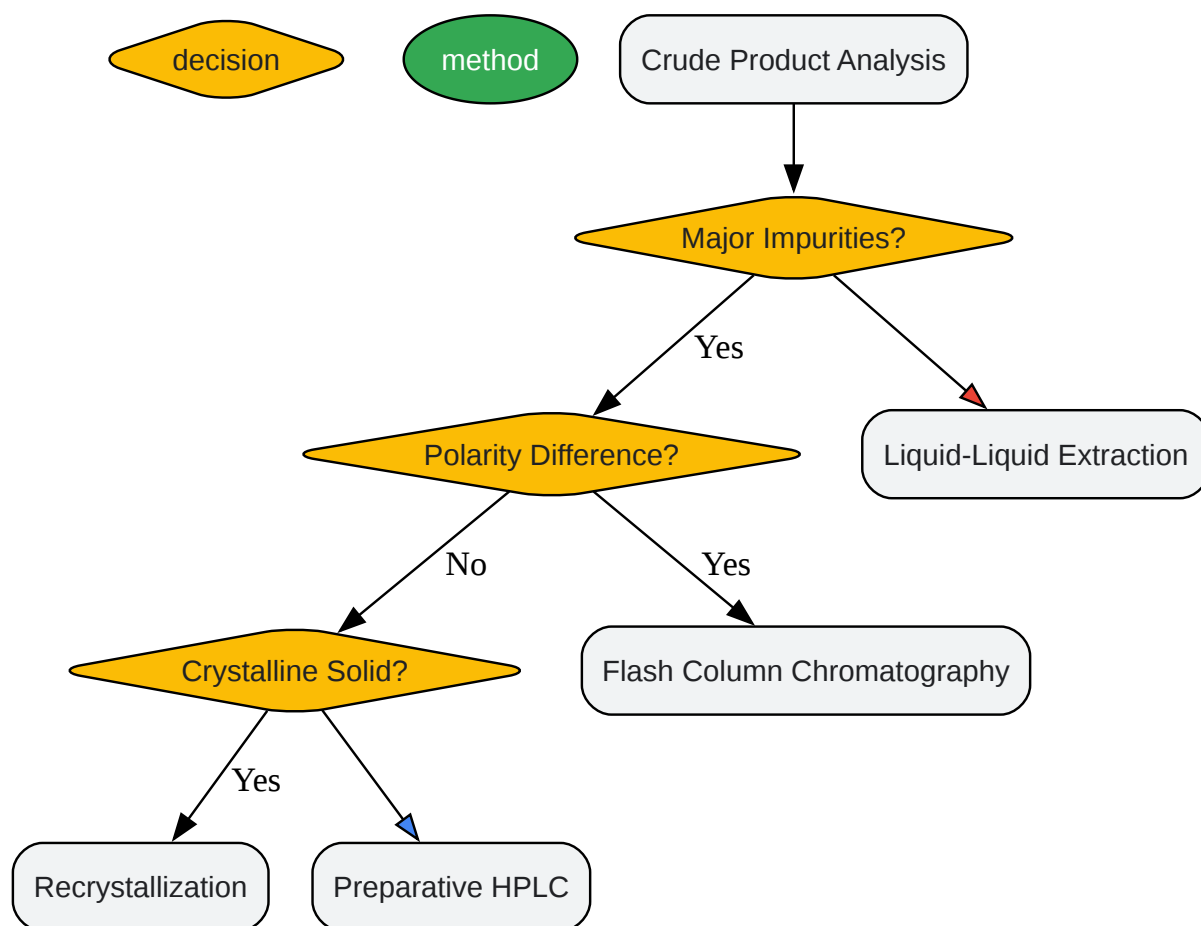 decision
method
Crude Product Analysis
Major Impurities?
Yes
Polarity Difference?
Liquid-Liquid Extraction
No
Yes
Crystalline Solid?
Flash Column Chromatography
Yes
Recrystallization
Preparative HPLC